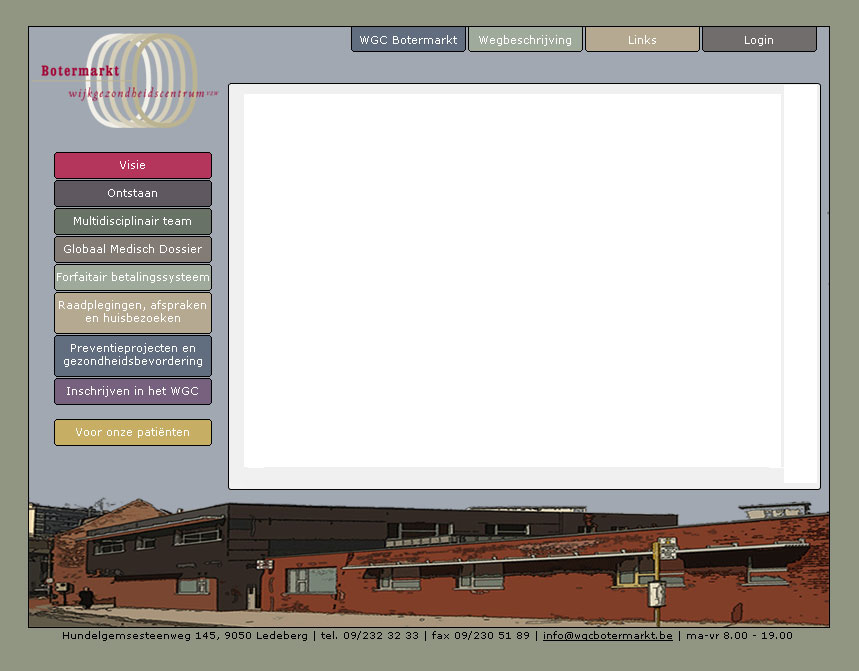 WGC Botermarkt
Wegbeschrijving
Links
Login
Botermarkt
wijkgezondheidscentrum vzw
Visie
Ontstaan
Multidisciplinair team
Globaal Medisch Dossier
Forfaitair betalingssysteem
Raadplegingen, afspraken
en huisbezoeken
Preventieprojecten en
gezondheidsbevordering
Inschrijven in het WGC
Voor onze patiënten
Hundelgemsesteenweg 145, 9050 Ledeberg | tel. 09/232 32 33 | fax 09/230 51 89 | info@wgcbotermarkt.be | ma-vr 8.00 - 19.00